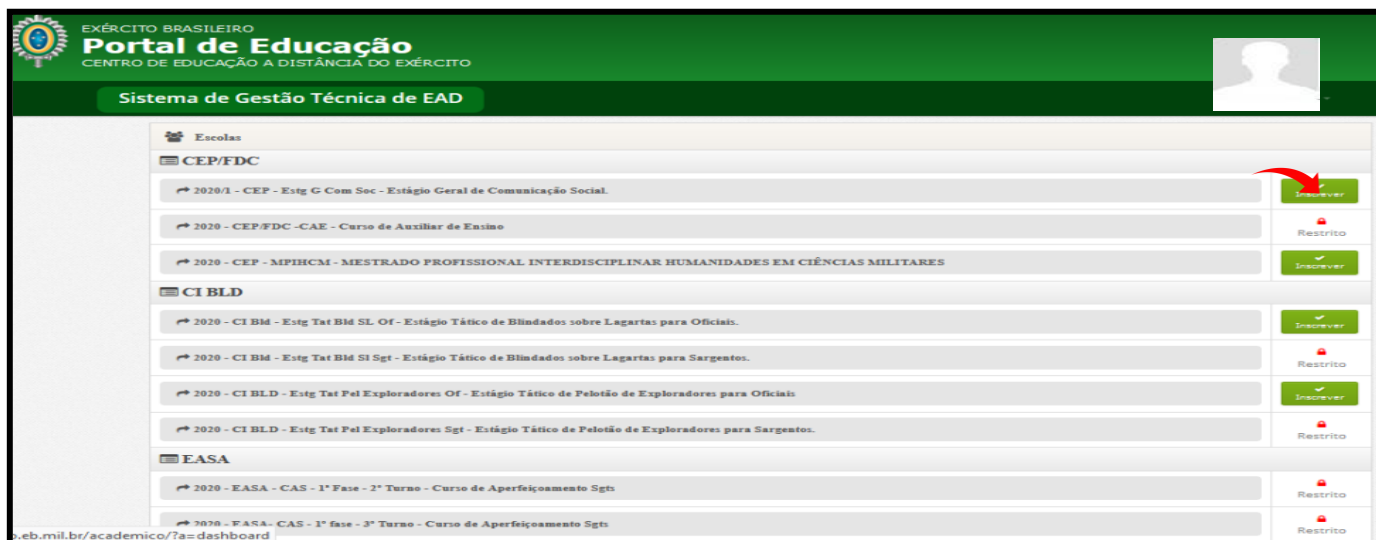 EXÉRCITO BRASILEIRO
Portal de Educação
CENTRO DE EDUCAÇÃO A DISTÂNCIA DO EXÉRCITO
Sistema de Gestão Técnica de EAD
Escolas
CEP/FDC
2020/1 - CEP - Estg G Com Soc - Estágio Geral de Comunicação Social.
Inscrever
2020 - CEP/FDC -CAE - Curso de Auxiliar de Ensino
Restrito
2020 - CEP - MPIHCM - MESTRADO PROFISSIONAL INTERDISCIPLINAR HUMANIDADES EM CIÊNCIAS MILITARES
Inscrever
CI BLD
2020 - CI Bld - Estg Tat Bld SL Of - Estágio Tático de Blindados sobre Lagartas para Oficiais.
Inscrever
2020 - CI Bld - Estg Tat Bld Sl Sgt - Estágio Tático de Blindados sobre Lagartas para Sargentos.
Restrito
2020 - CI BLD - Estg Tat Pel Exploradores Of - Estágio Tático de Pelotão de Exploradores para Oficiais
Inscrever
2020 - CI BLD - Estg Tat Pel Exploradores Sgt - Estágio Tático de Pelotão de Exploradores para Sargentos.
Restrito
EASA
2020 - EASA - CAS - 1ª Fase - 2º Turno - Curso de Aperfeiçoamento Sgts
Restrito
2020 - EASA- CAS - 1ª fase - 3º Turno - Curso de Aperfeiçoamento Sgts
Restrito
.eb.mil.br/academico/?a=dashboard